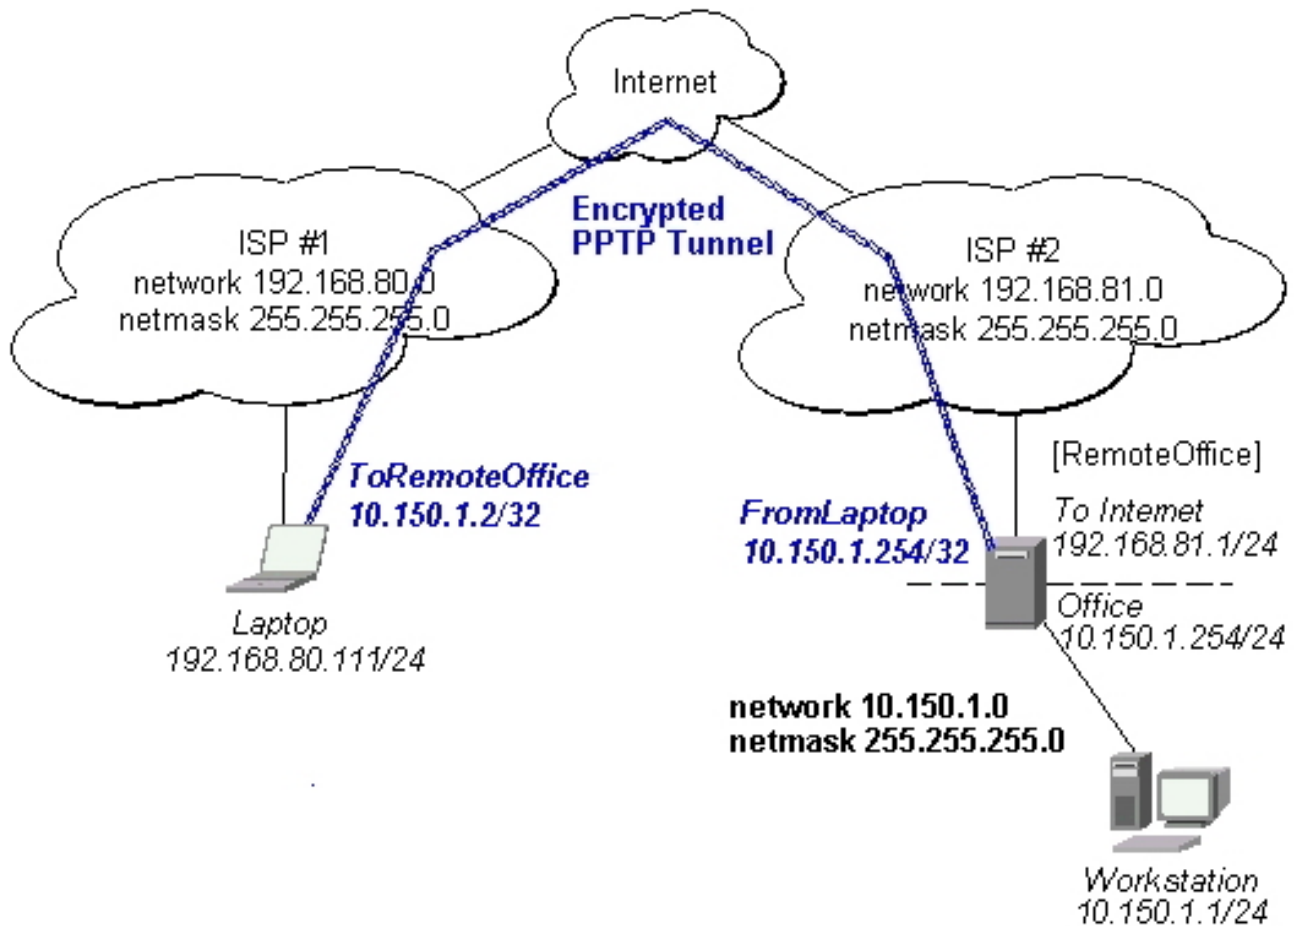 Internet
Encrypted
PPTP Tunnel
ISP #1
network 192.168.80.0
netmask 255.255.255.0
ISP #2
network 192.168.81.0
netmask 255.255.255.0
ToRemoteOffice
10.150.1.2/32
[RemoteOffice]
FromLaptop
10.150.1.254/32
To Internet
192.168.81.1/24
Office
10.150.1.254/24
Laptop
192.168.80.111/24
network 10.150.1.0
netmask 255.255.255.0
Workstation
10.150.1.1/24